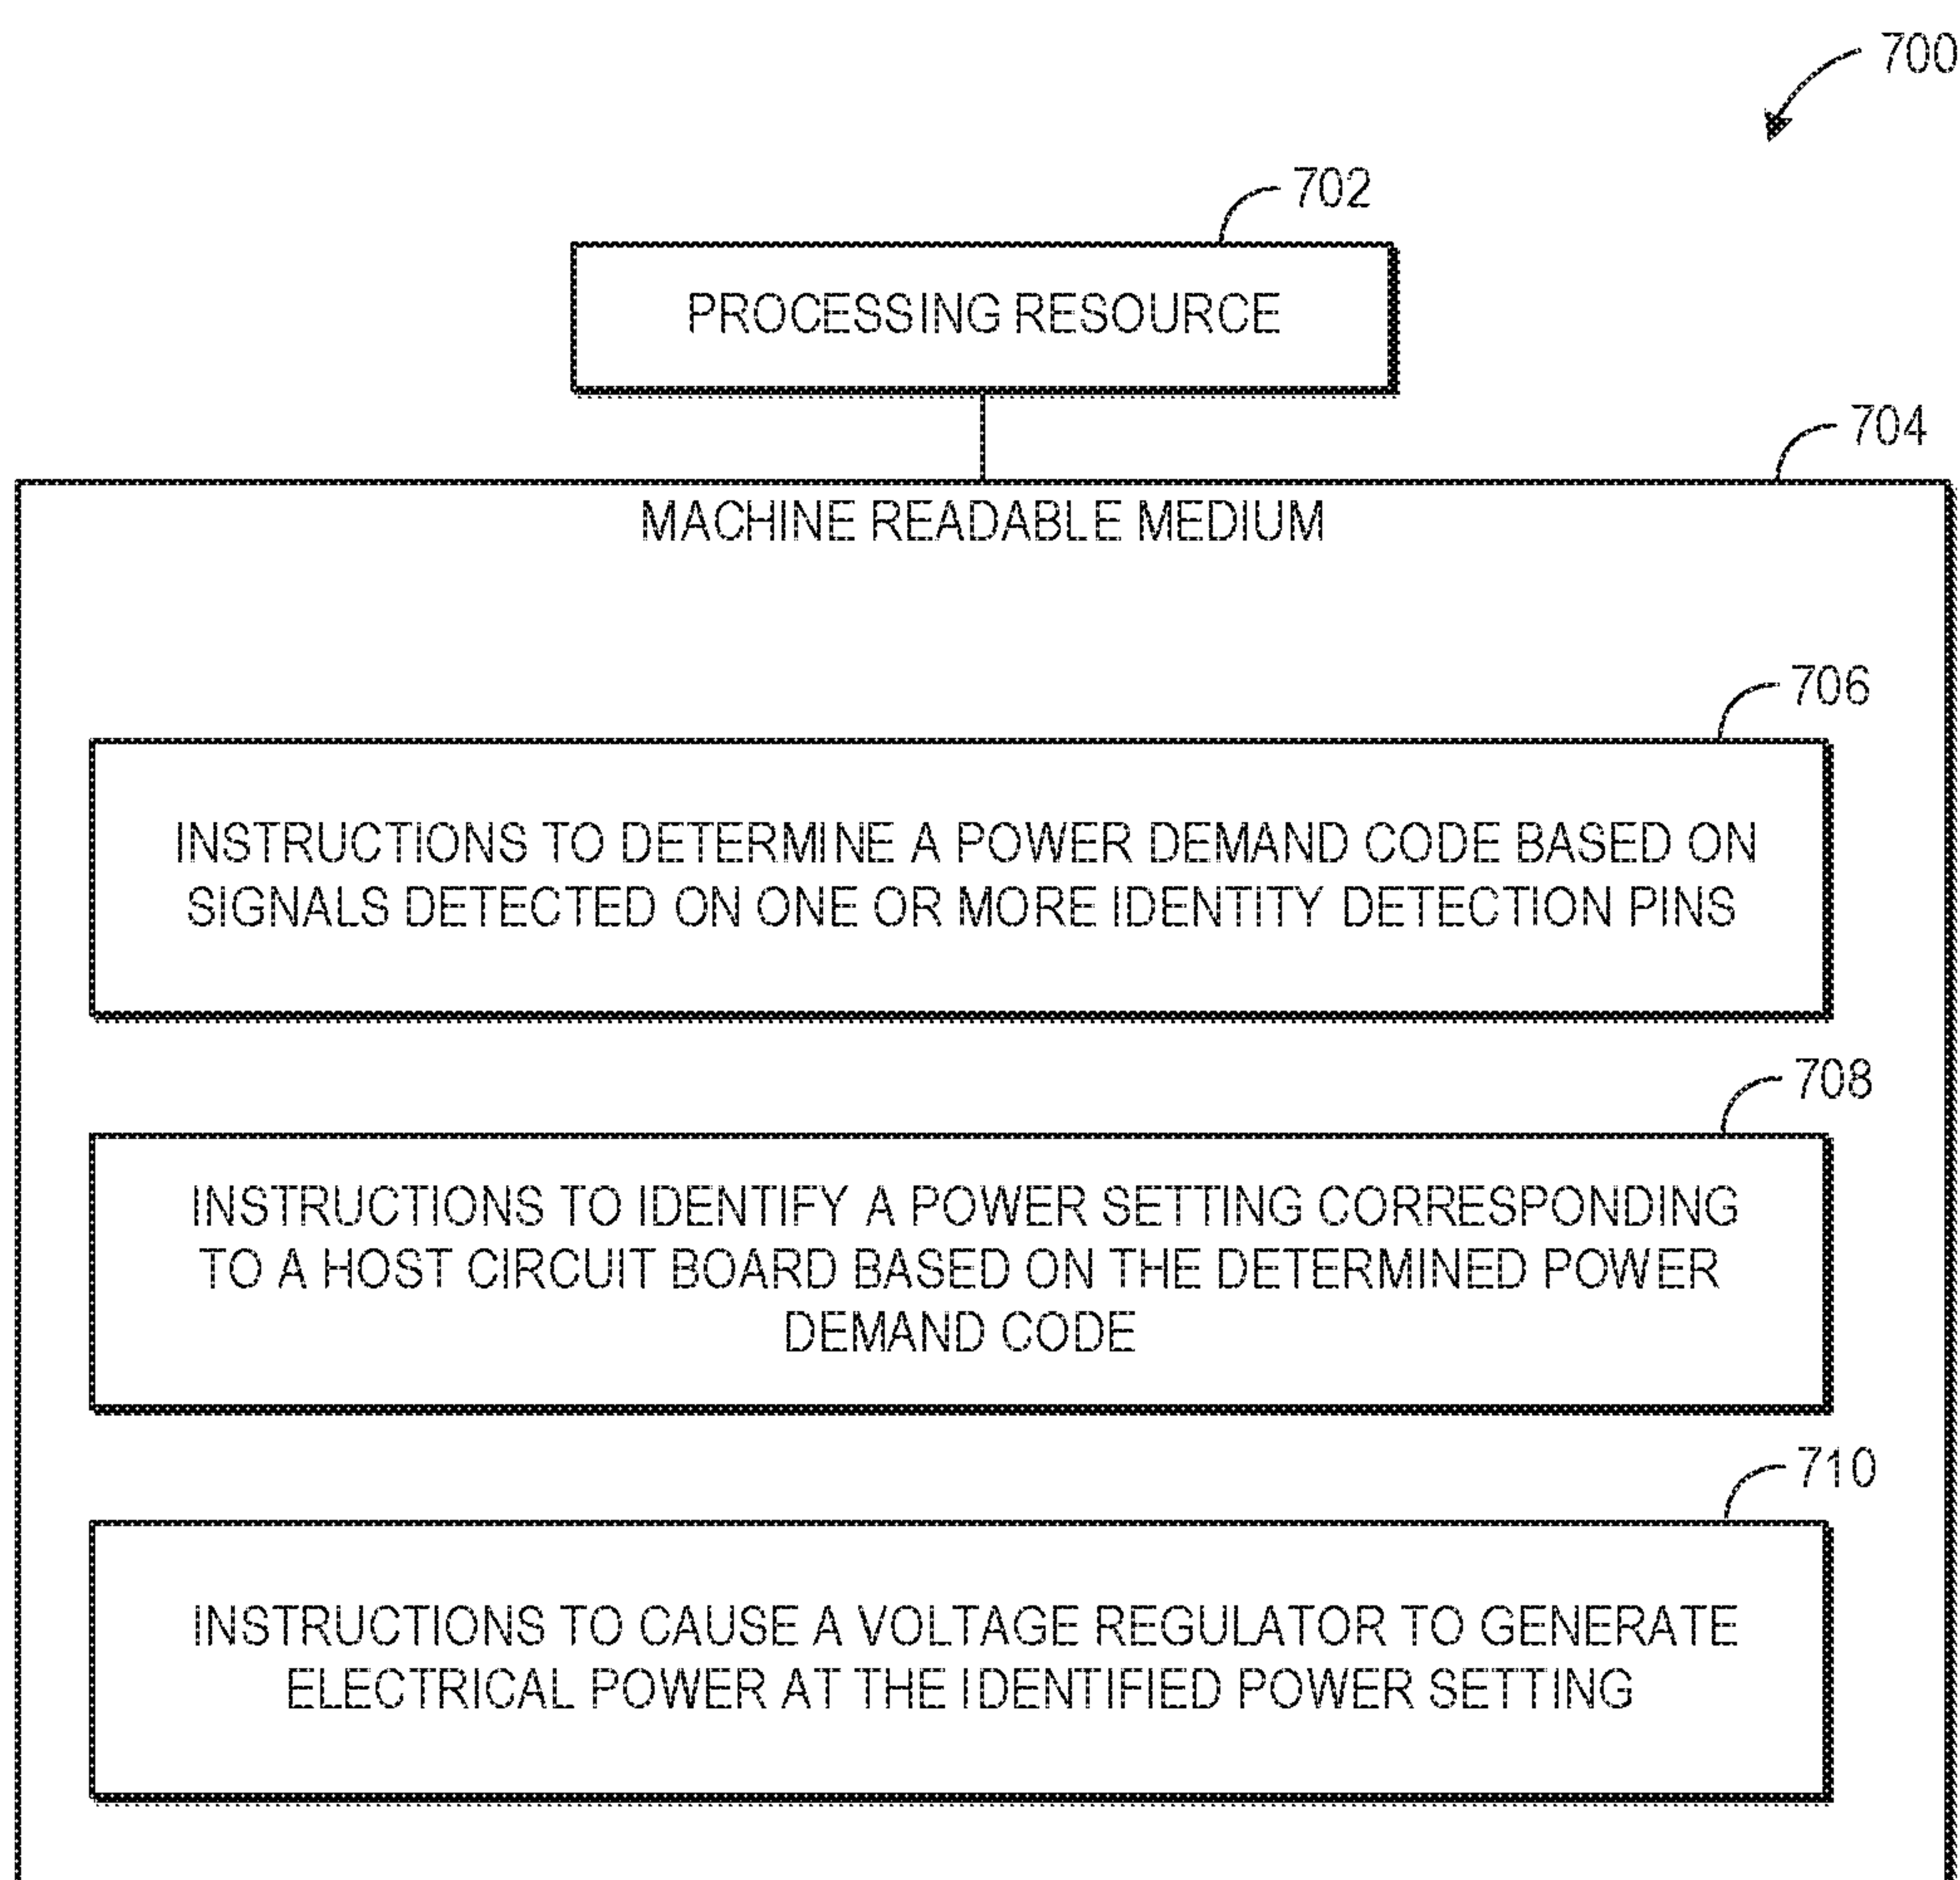 700
702
PROCESSING RESOURCE
704
MACHINE READABLE MEDIUM
706
INSTRUCTIONS TO DETERMINE A POWER DEMAND CODE BASED ON
SIGNALS DETECTED ON ONE OR MORE IDENTITY DETECTION PINS
708
INSTRUCTIONS TO IDENTIFY A POWER SETTING CORRESPONDING
TO A HOST CIRCUIT BOARD BASED ON THE DETERMINED POWER
DEMAND CODE
710
INSTRUCTIONS TO CAUSE A VOLTAGE REGULATOR TO GENERATE
ELECTRICAL POWER AT THE IDENTIFIED POWER SETTING